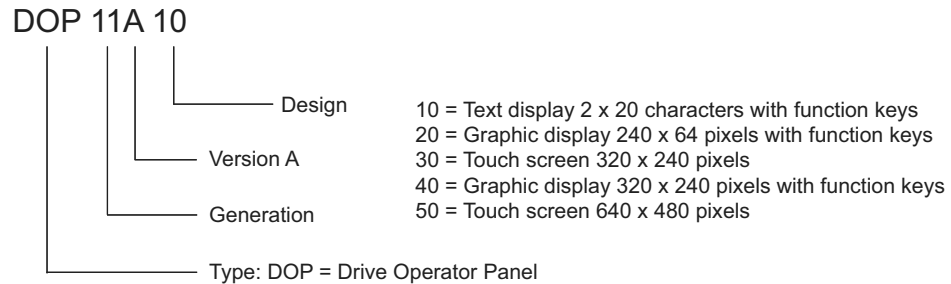 DOP 11A 10
Design
10 = Text display 2 x 20 characters with function keys
20 = Graphic display 240 x 64 pixels with function keys
30 = Touch screen 320 x 240 pixels
40 = Graphic display 320 x 240 pixels with function keys
50 = Touch screen 640 x 480 pixels
Version A
Generation
Type: DOP = Drive Operator Panel